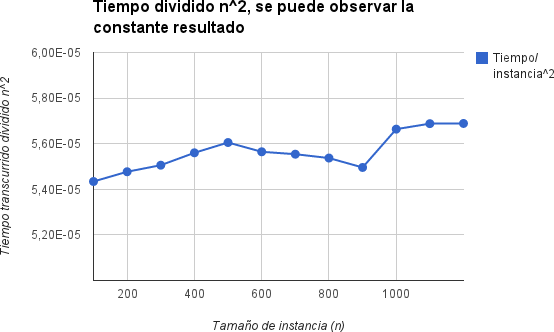 Tiempo dividido n^2, se puede observar la
constante resultado
6,00E-05
5,80E-05
5,60E-05
5,40E-05
5,20E-05
Tiempo transcurrido dividido n^2
200
400
600
800
1000
Tamaño de instancia (n)
Tiempo/
instancia^2